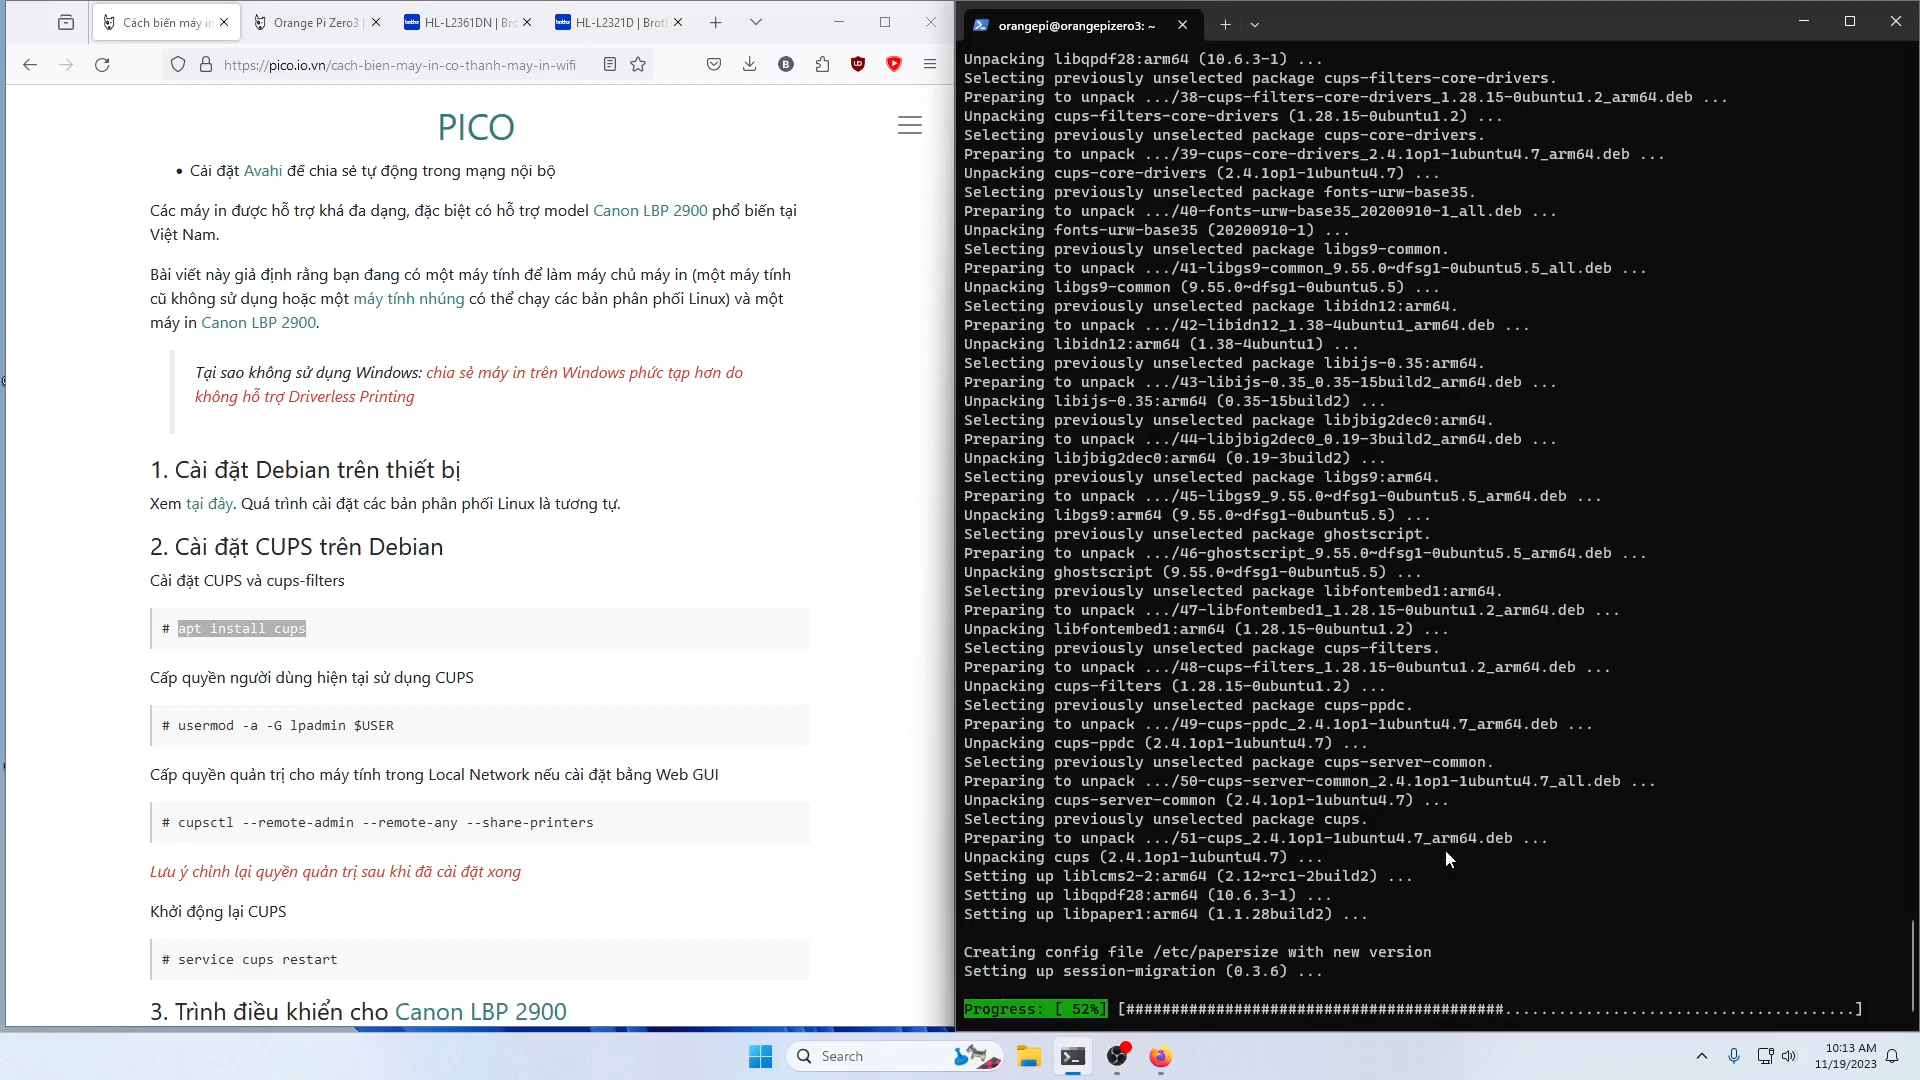 Cách biến máy in
Orange Pi Zero3
HL-L2361DN | Bro
HL-L2321D | Brot
https://pico.io.vn/cach-bien-may-in-co-thanh-may-in-wifi
PICO
• Cài đặt Avahi để chia sẻ tự động trong mạng nội bộ
Các máy in được hỗ trợ khá đa dạng, đặc biệt có hỗ trợ model Canon LBP 2900 phổ biến tại
Việt Nam.
Bài viết này giả định rằng bạn đang có một máy tính để làm máy chủ máy in (một máy tính
cũ không sử dụng hoặc một máy tính nhúng có thể chạy các bản phân phối Linux) và một
máy in Canon LBP 2900.
Tại sao không sử dụng Windows: chia sẻ máy in trên Windows phức tạp hơn do
không hỗ trợ Driverless Printing
1. Cài đặt Debian trên thiết bị
Xem tại đây. Quá trình cài đặt các bản phân phối Linux là tương tự.
2. Cài đặt CUPS trên Debian
Cài đặt CUPS và cups-filters
# apt install cups
Cấp quyền người dùng hiện tại sử dụng CUPS
# usermod -a -G lpadmin $USER
Cấp quyền quản trị cho máy tính trong Local Network nếu cài đặt bằng Web GUI
# cupsctl --remote-admin --remote-any --share-printers
Lưu ý chỉnh lại quyền quản trị sau khi đã cài đặt xong
Khởi động lại CUPS
# service cups restart
3. Trình điều khiển cho Canon LBP 2900
orangepi@orangepizero3: ~
Unpacking libqpdf28:arm64 (10.6.3-1) ...
Selecting previously unselected package cups-filters-core-drivers.
Preparing to unpack .../38-cups-filters-core-drivers_1.28.15-0ubuntu1.2_arm64.deb ...
Unpacking cups-filters-core-drivers (1.28.15-0ubuntu1.2) ...
Selecting previously unselected package cups-core-drivers.
Preparing to unpack .../39-cups-core-drivers_2.4.1op1-1ubuntu4.7_arm64.deb ...
Unpacking cups-core-drivers (2.4.1op1-1ubuntu4.7) ...
Selecting previously unselected package fonts-urw-base35.
Preparing to unpack .../40-fonts-urw-base35_20200910-1_all.deb ...
Unpacking fonts-urw-base35 (20200910-1) ...
Selecting previously unselected package libgs9-common.
Preparing to unpack .../41-libgs9-common_9.55.0~dfsg1-0ubuntu5.5_all.deb ...
Unpacking libgs9-common (9.55.0~dfsg1-0ubuntu5.5) ...
Selecting previously unselected package libidn12:arm64.
Preparing to unpack .../42-libidn12_1.38-4ubuntu1_arm64.deb ...
Unpacking libidn12:arm64 (1.38-4ubuntu1) ...
Selecting previously unselected package libijs-0.35:arm64.
Preparing to unpack .../43-libijs-0.35_0.35-15build2_arm64.deb ...
Unpacking libijs-0.35:arm64 (0.35-15build2) ...
Selecting previously unselected package libjbig2dec0:arm64.
Preparing to unpack .../44-libjbig2dec0_0.19-3build2_arm64.deb ...
Unpacking libjbig2dec0:arm64 (0.19-3build2) ...
Selecting previously unselected package libgs9:arm64.
Preparing to unpack .../45-libgs9_9.55.0~dfsg1-0ubuntu5.5_arm64.deb ...
Unpacking libgs9:arm64 (9.55.0~dfsg1-0ubuntu5.5) ...
Selecting previously unselected package ghostscript.
Preparing to unpack .../46-ghostscript_9.55.0~dfsg1-0ubuntu5.5_arm64.deb ...
Unpacking ghostscript (9.55.0~dfsg1-0ubuntu5.5) ...
Selecting previously unselected package libfontembed1:arm64.
Preparing to unpack .../47-libfontembed1_1.28.15-0ubuntu1.2_arm64.deb ...
Unpacking libfontembed1:arm64 (1.28.15-0ubuntu1.2) ...
Selecting previously unselected package cups-filters.
Preparing to unpack .../48-cups-filters_1.28.15-0ubuntu1.2_arm64.deb ...
Unpacking cups-filters (1.28.15-0ubuntu1.2) ...
Selecting previously unselected package cups-ppdc.
Preparing to unpack .../49-cups-ppdc_2.4.1op1-1ubuntu4.7_arm64.deb ...
Unpacking cups-ppdc (2.4.1op1-1ubuntu4.7) ...
Selecting previously unselected package cups-server-common.
Preparing to unpack .../50-cups-server-common_2.4.1op1-1ubuntu4.7_all.deb ...
Unpacking cups-server-common (2.4.1op1-1ubuntu4.7) ...
Selecting previously unselected package cups.
Preparing to unpack .../51-cups_2.4.1op1-1ubuntu4.7_arm64.deb ...
Unpacking cups (2.4.1op1-1ubuntu4.7) ...
Setting up liblcms2-2:arm64 (2.12~rc1-2build2) ...
Setting up libqpdf28:arm64 (10.6.3-1) ...
Setting up libpaper1:arm64 (1.1.28build2) ...
Creating config file /etc/papersize with new version
Setting up session-migration (0.3.6) ...
Progress: [ 52%] [##########################################.......................................]
Search
10:13 AM
11/19/2023